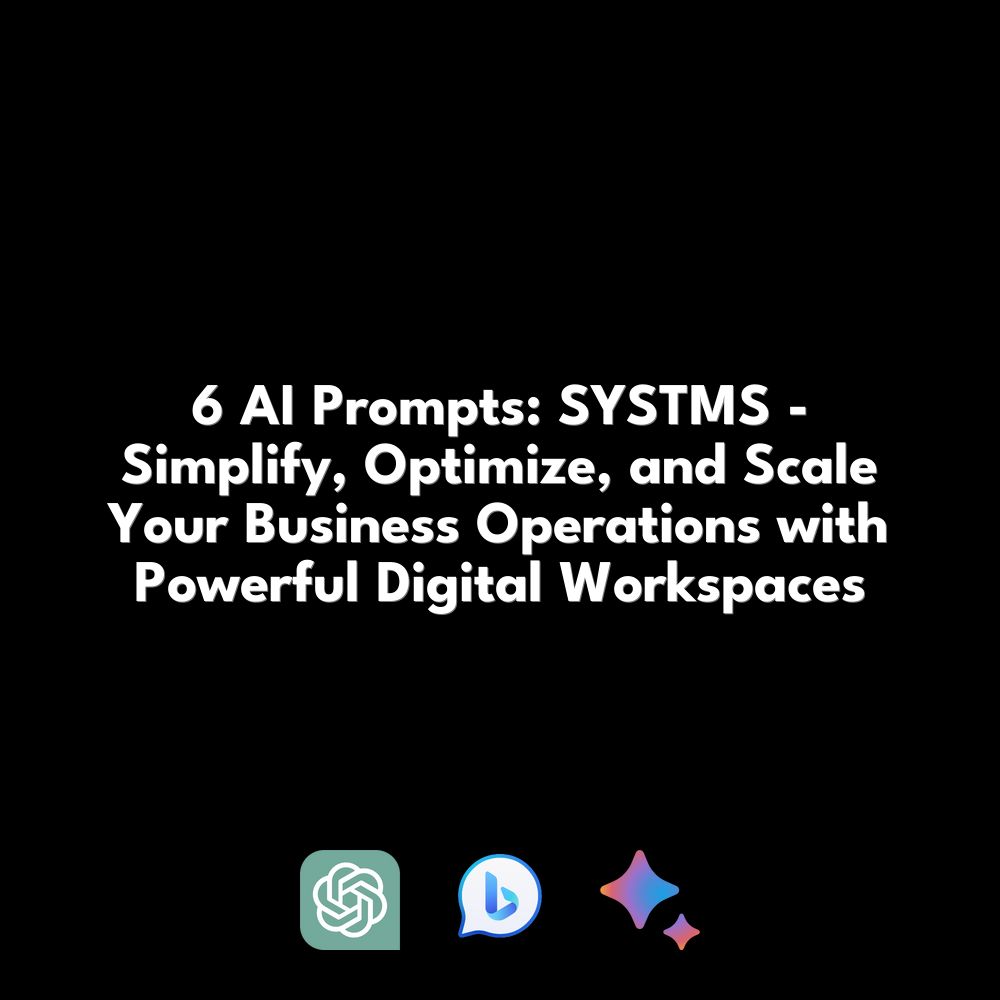 6 AI Prompts: SYSTMS -
Simplify, Optimize, and Scale
Your Business Operations with
Powerful Digital Workspaces